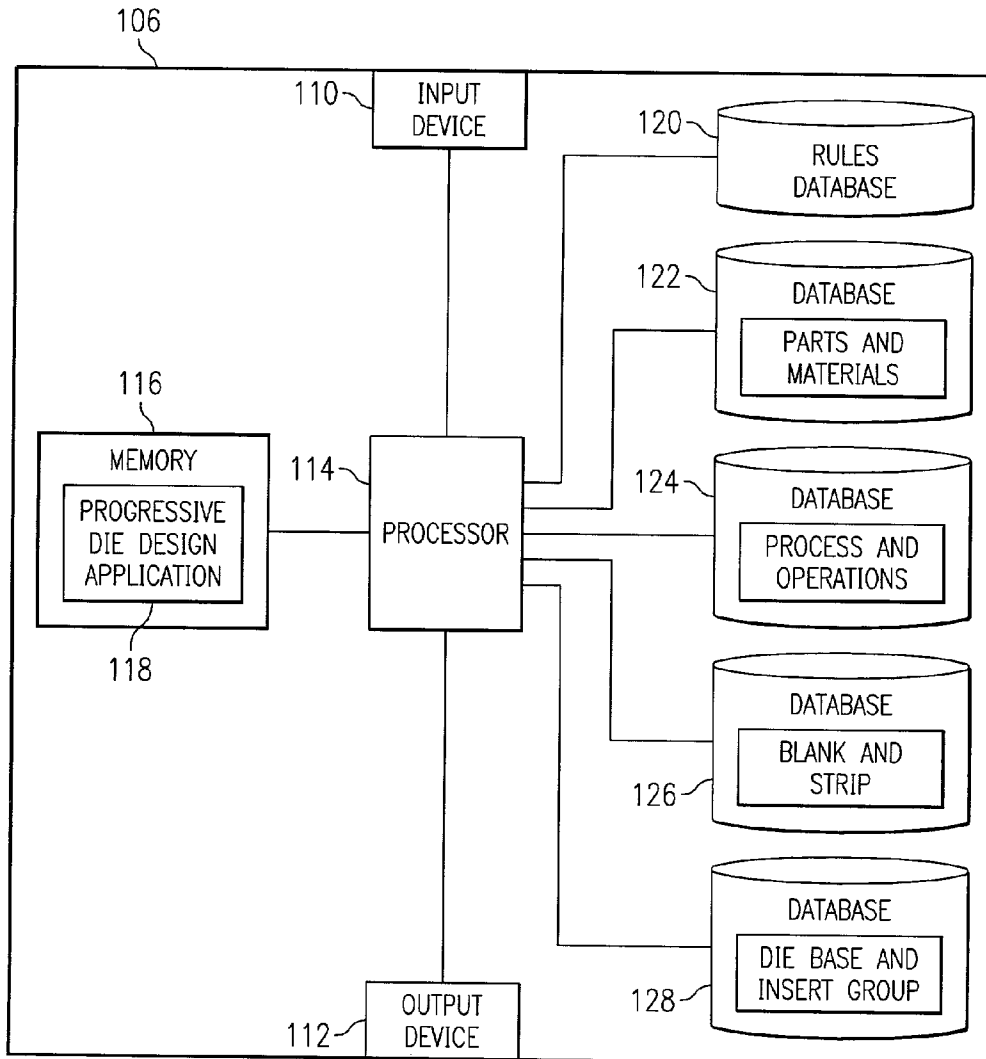 106
110
INPUT
DEVICE
120
RULES
DATABASE
122
DATABASE
PARTS AND
MATERIALS
116
MEMORY
PROGRESSIVE
DIE DESIGN
APPLICATION
118
114
PROCESSOR
124
DATABASE
PROCESS AND
OPERATIONS
DATABASE
BLANK AND
STRIP
126
DATABASE
DIE BASE AND
INSERT GROUP
128
OUTPUT
DEVICE
112